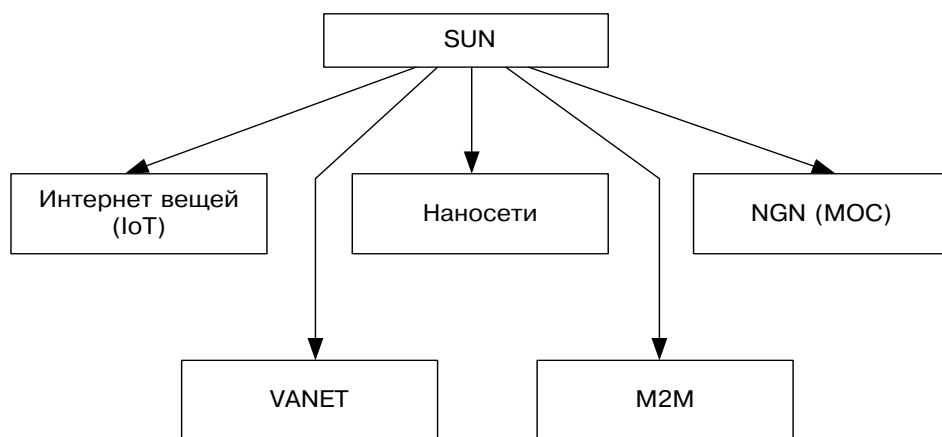 SUN
Интернет вещей
(IoT)
Наносети
NGN (МОС)
VANET
M2M